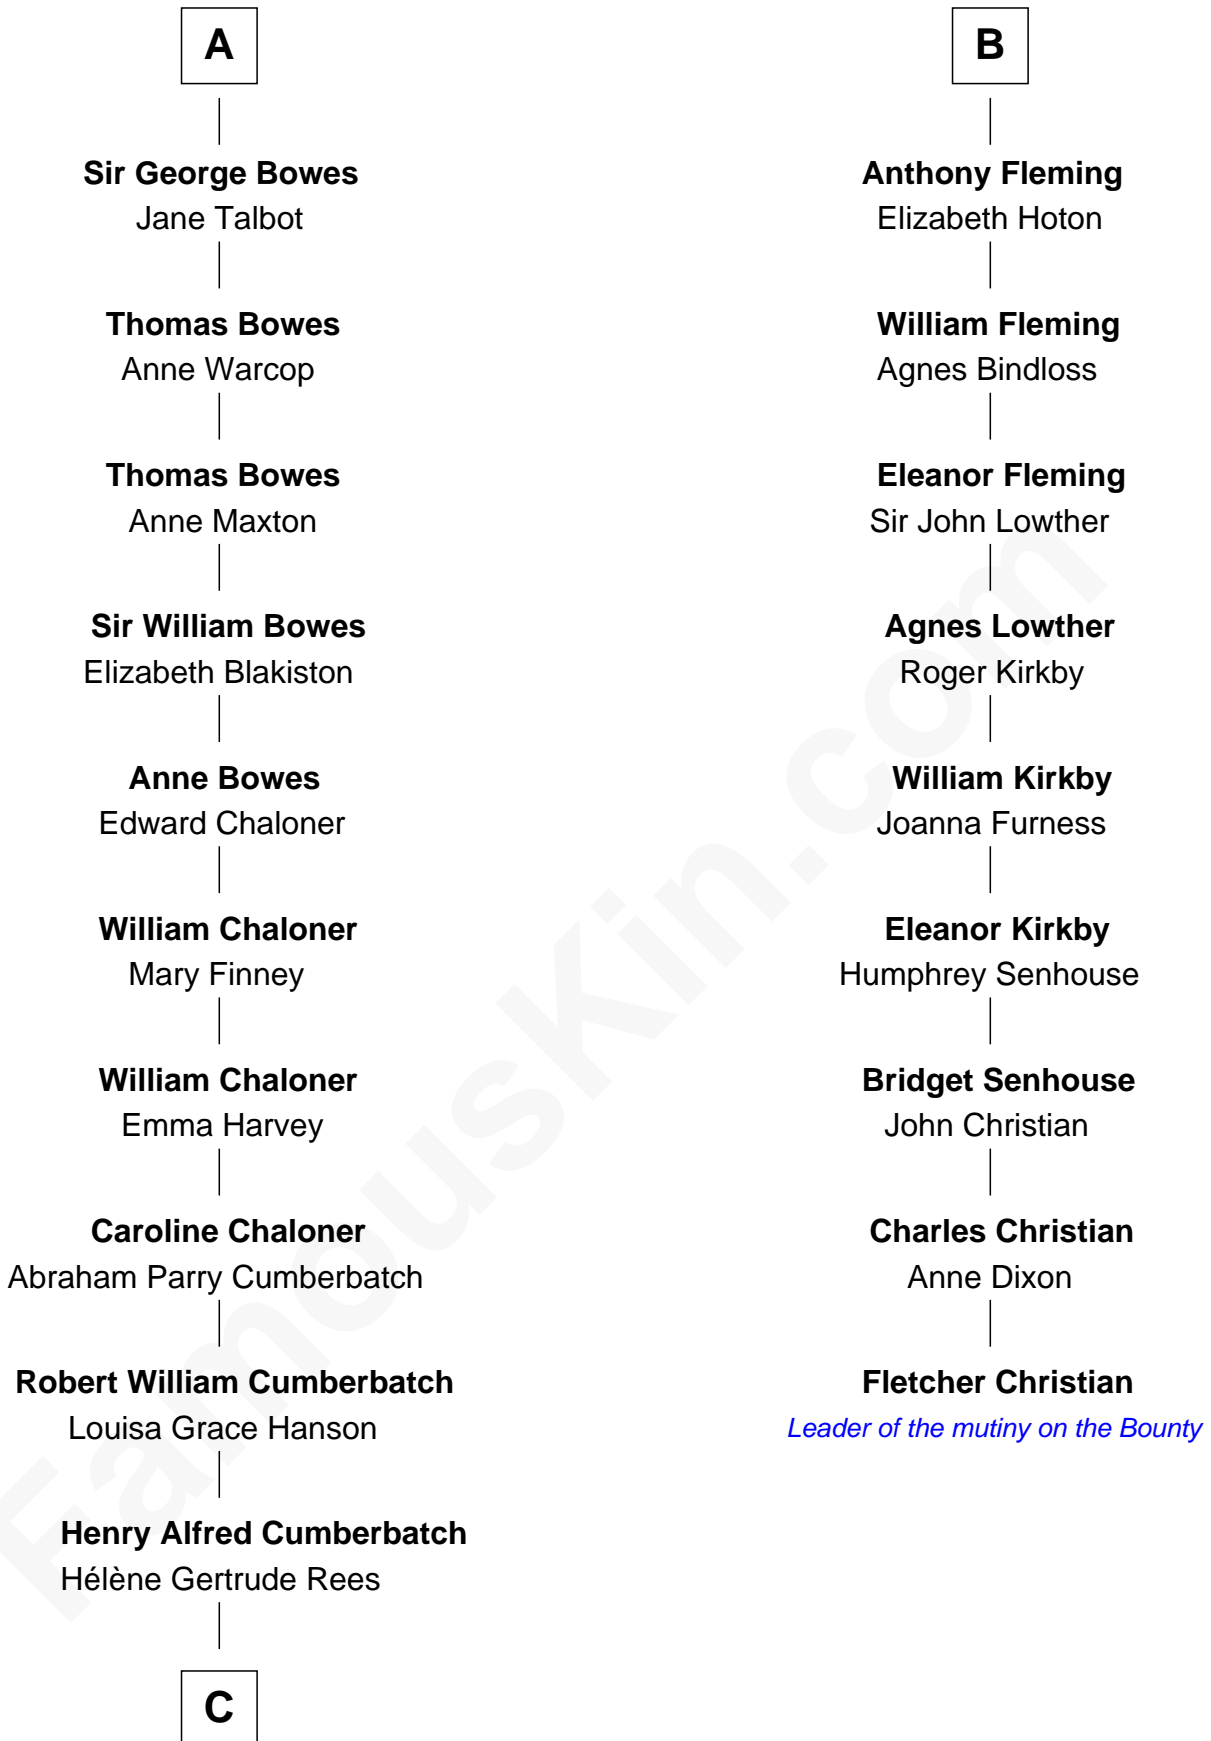 A
Sir George Bowes
Jane Talbot
Thomas Bowes
Anne Warcop
Thomas Bowes
Anne Maxton
Sir William Bowes
Elizabeth Blakiston
Anne Bowes
Edward Chaloner
William Chaloner
Mary Finney
William Chaloner
Emma Harvey
Caroline Chaloner
Abraham Parry Cumberbatch
Robert William Cumberbatch
Louisa Grace Hanson
Henry Alfred Cumberbatch
Hélène Gertrude Rees
C
B
Anthony Fleming
Elizabeth Hoton
William Fleming
Agnes Bindloss
Eleanor Fleming
Sir John Lowther
Agnes Lowther
Roger Kirkby
William Kirkby
Joanna Furness
Eleanor Kirkby
Humphrey Senhouse
Bridget Senhouse
John Christian
Charles Christian
Anne Dixon
Fletcher Christian
Leader of the mutiny on the Bounty
FamousKin.com